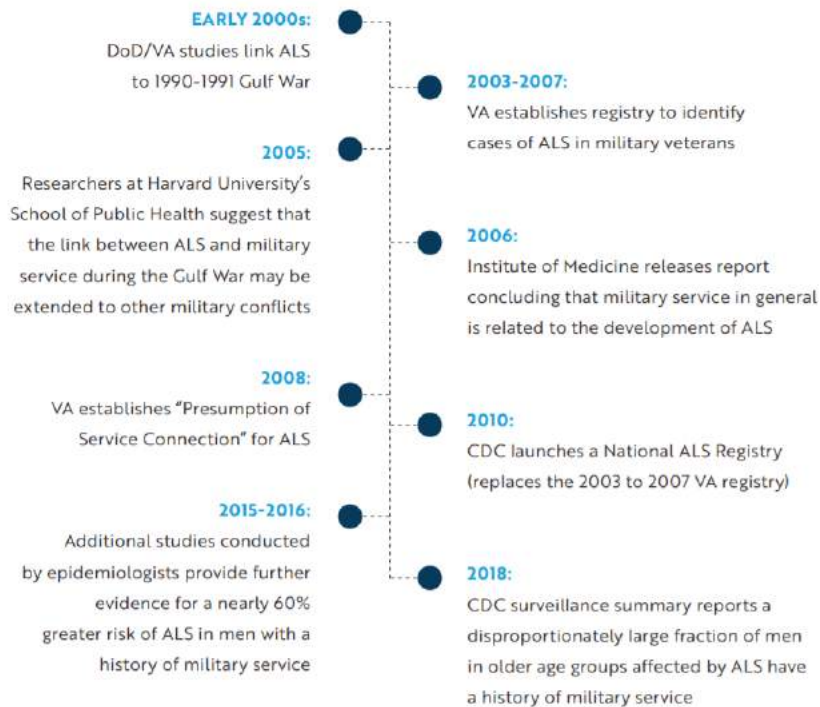 EARLY 2000s:
DoD/VA studies link ALS
to 1990-1991 Gulf War
2003-2007:
VA establishes registry to identify
cases of ALS in military veterans
2005:
Researchers at Harvard University's
School of Public Health suggest that
the link between ALS and military
service during the Gulf War may be
extended to other military conflicts
2006:
Institute of Medicine releases report
concluding that military service in general
is related to the development of ALS
2008:
VA establishes "Presumption of
Service Connection" for ALS
2010:
CDC launches a National ALS Registry
(replaces the 2003 to 2007 VA registry)
2015-2016:
Additional studies conducted
by epidemiologists provide further
evidence for a nearly 60%
greater risk of ALS in men with a
history of military service
2018:
CDC surveillance summary reports a
disproportionately large fraction of men
in older age groups affected by ALS have
a history of military service